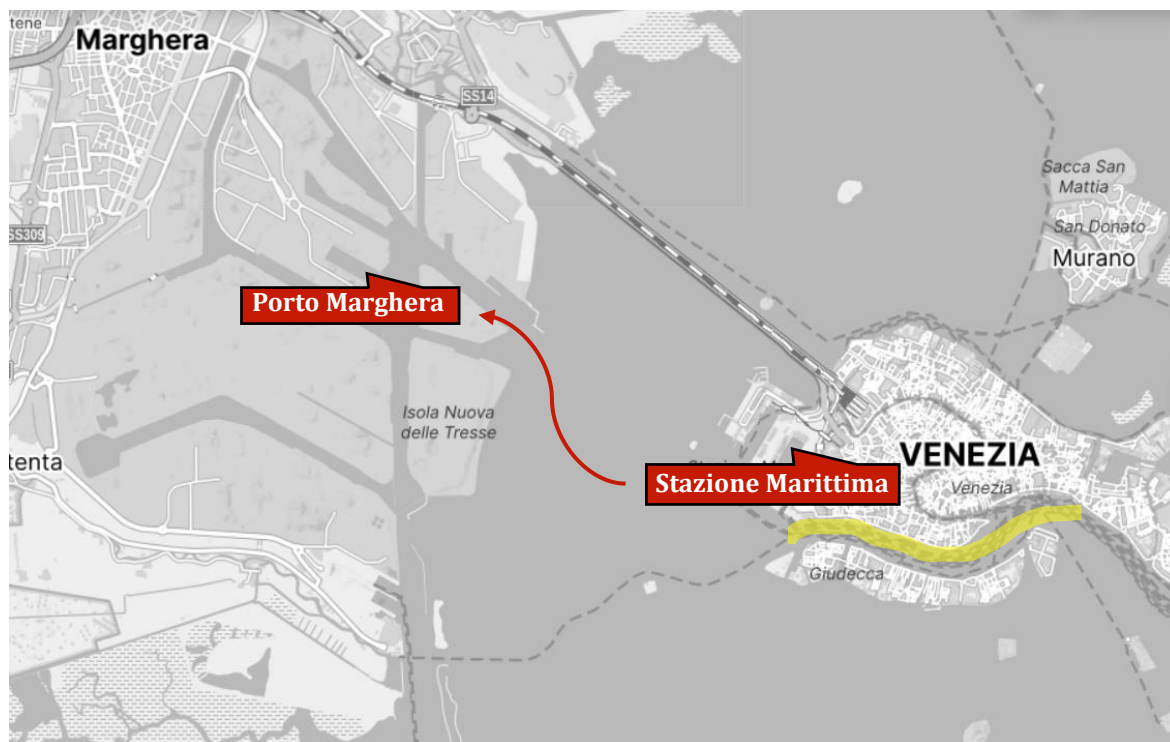 tene
Marghera
SS14
Sacca San
Mattia
San Donato
SS309
Murano
Porto Marghera
Isola Nuova
delle Tresse
VENEZIA
tenta
Stazione Marittima
Venezia
Giudecca